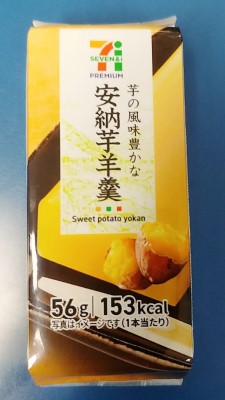 7i
SEVEN&i
PREMIUM
芋の風味豊かな
安納芋羊羹
Sweet potato yokan
56g 153kcal
写真はイメージです(1本当たり)